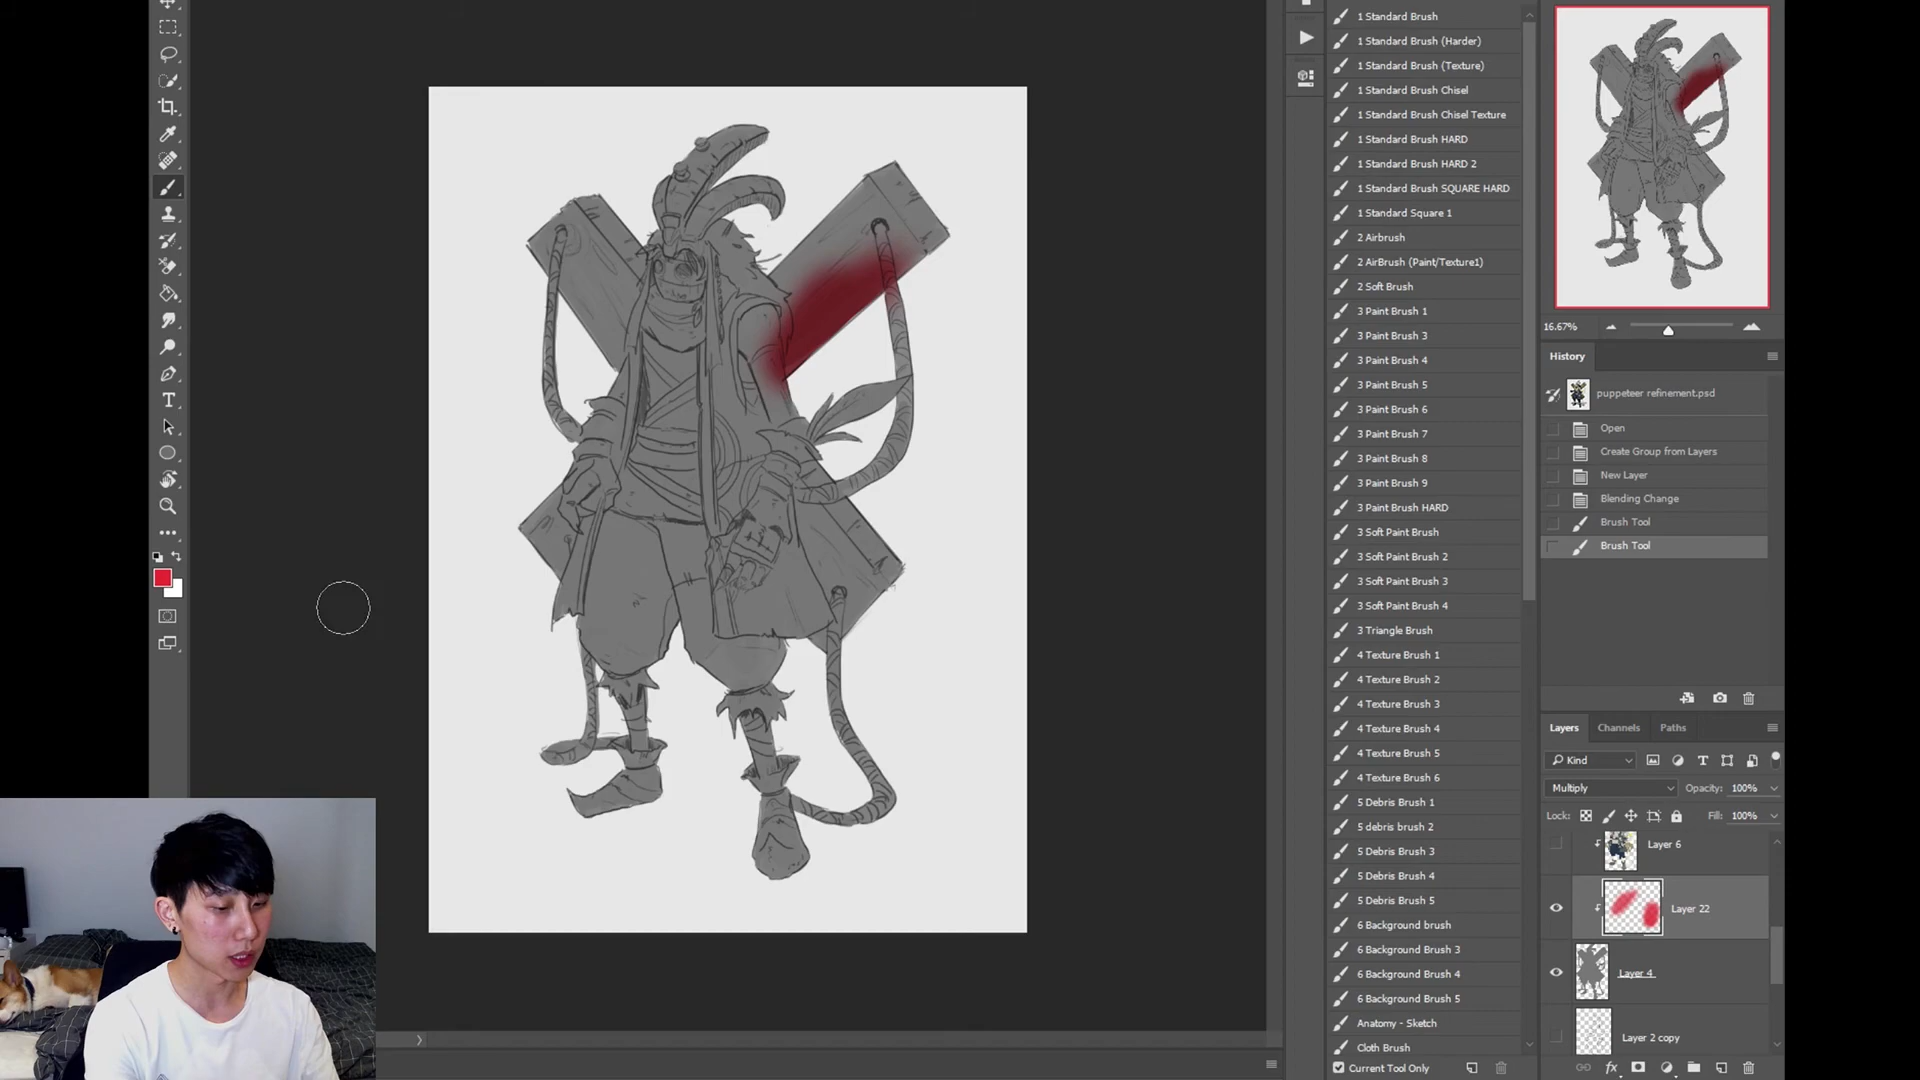 1 Standard Brush
1 Standard Brush (Harder)
1 Standard Brush (Texture)
1 Standard Brush Chisel
1 Standard Brush Chisel Texture
1 Standard Brush HARD
1 Standard Brush HARD 2
1 Standard Brush SQUARE HARD
1 Standard Square 1
2 Airbrush
2 AirBrush (Paint/Texture1)
2 Soft Brush
3 Paint Brush 1
3 Paint Brush 3
3 Paint Brush 4
3 Paint Brush 5
3 Paint Brush 6
3 Paint Brush 7
3 Paint Brush 8
3 Paint Brush 9
3 Paint Brush HARD
3 Soft Paint Brush
3 Soft Paint Brush 2
3 Soft Paint Brush 3
3 Soft Paint Brush 4
3 Triangle Brush
4 Texture Brush 1
4 Texture Brush 2
4 Texture Brush 3
4 Texture Brush 4
4 Texture Brush 5
4 Texture Brush 6
5 Debris Brush 1
5 debris brush 2
5 Debris Brush 3
5 Debris Brush 4
5 Debris Brush 5
6 Background brush
6 Background Brush 3
6 Background Brush 4
6 Background Brush 5
Anatomy - Sketch
Cloth Brush
Current Tool Only
16.67%
History
puppeteer refinement.psd
Open
Create Group from Layers
New Layer
Blending Change
Brush Tool
Brush Tool
Layers Channels Paths
Kind
Multiply Opacity: 100%
Lock: Fill: 100%
Layer 6
Layer 22
Layer 4
Layer 2 copy